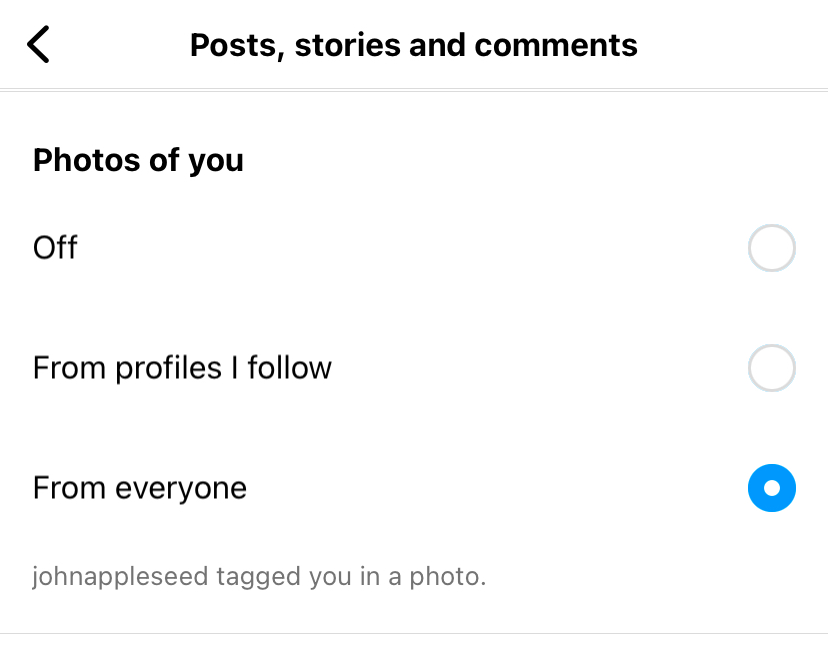 Posts, stories and comments
Photos of you
Off
From profiles I follow
From everyone
johnappleseed tagged you in a photo.